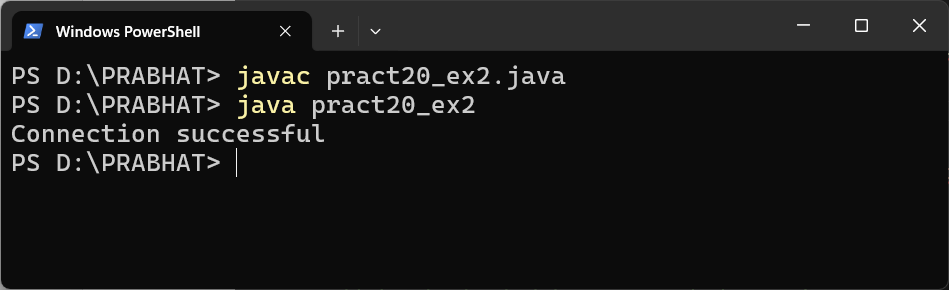 Windows PowerShell
PS D:\PRABHAT> javac pract20_ex2.java
PS D:\PRABHAT> java pract20_ex2
Connection successful
PS D:\PRABHAT>